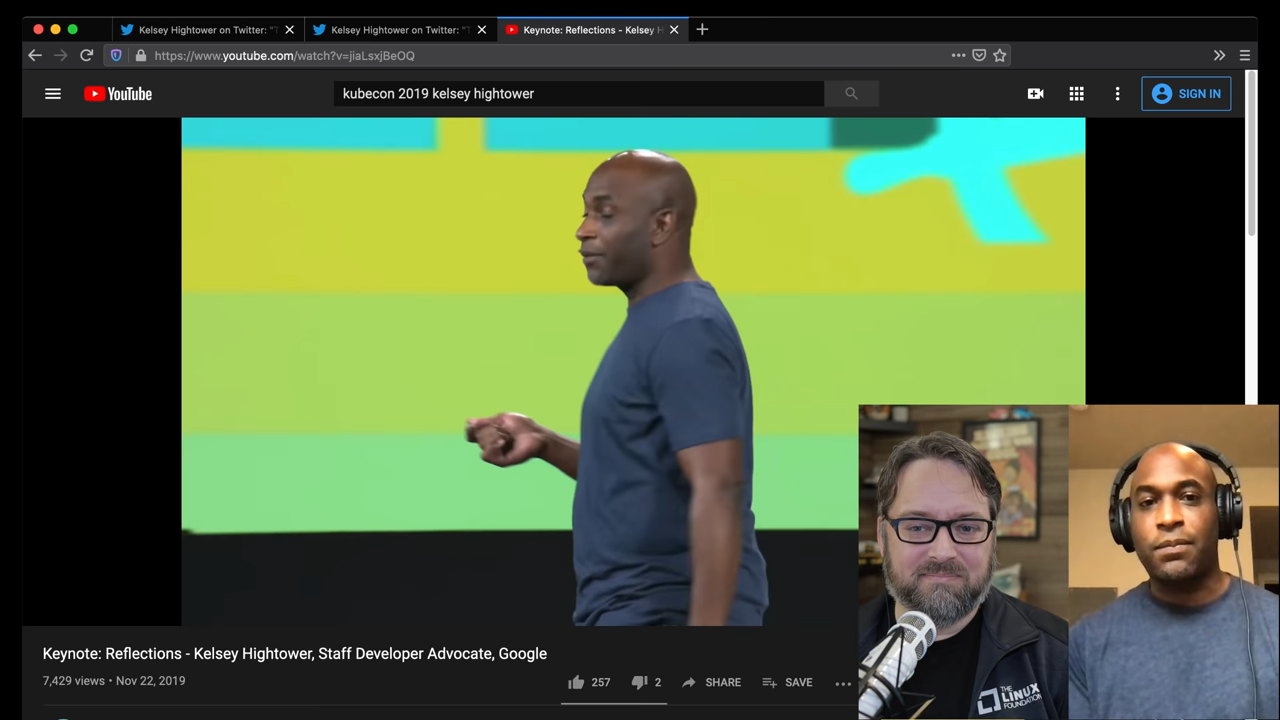 Kelsey Hightower on Twitter: "T
Kelsey Hightower on Twitter: "T
Keynote: Reflections - Kelsey H
https://www.youtube.com/watch?v=jiaLsxjBeOQ
YouTube
kubecon 2019 kelsey hightower
SIGN IN
Keynote: Reflections - Kelsey Hightower, Staff Developer Advocate, Google
7,429 views • Nov 22, 2019
257
2
SHARE
SAVE
THE
LINUX
FOUNDATION